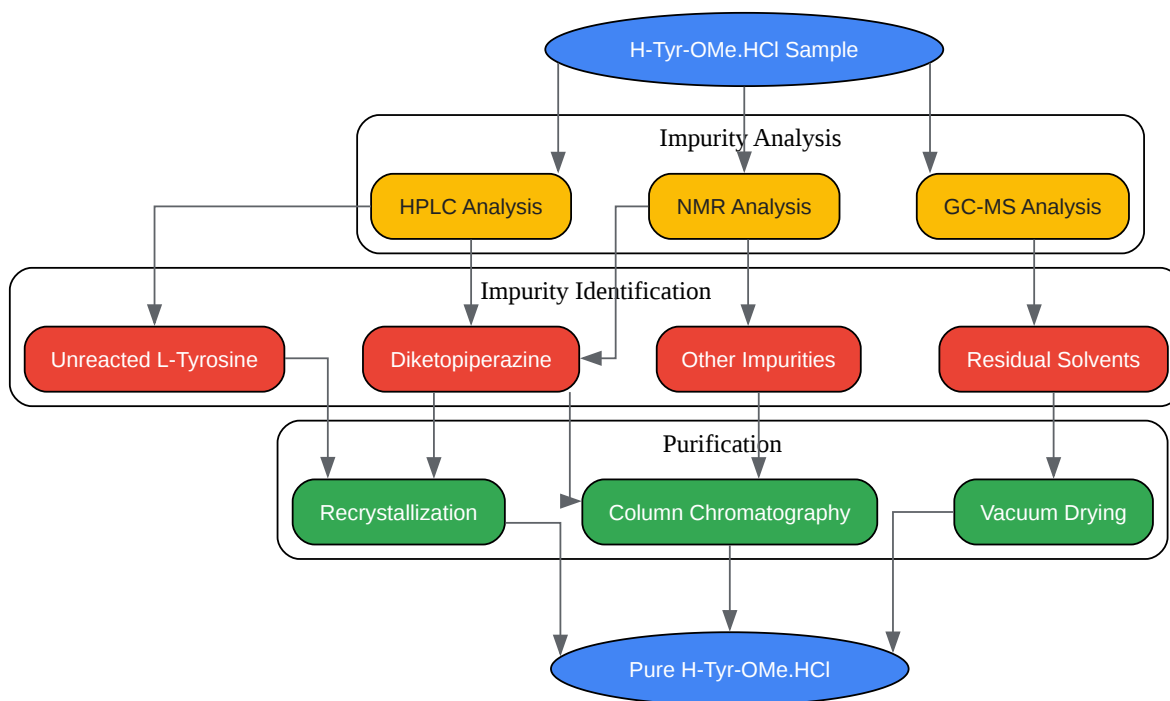 H-Tyr-OMe.HCl Sample
Impurity Analysis
HPLC Analysis
NMR Analysis
GC-MS Analysis
Impurity Identification
Unreacted L-Tyrosine
Diketopiperazine
Other Impurities
Residual Solvents
Purification
Recrystallization
Column Chromatography
Vacuum Drying
Pure H-Tyr-OMe.HCl